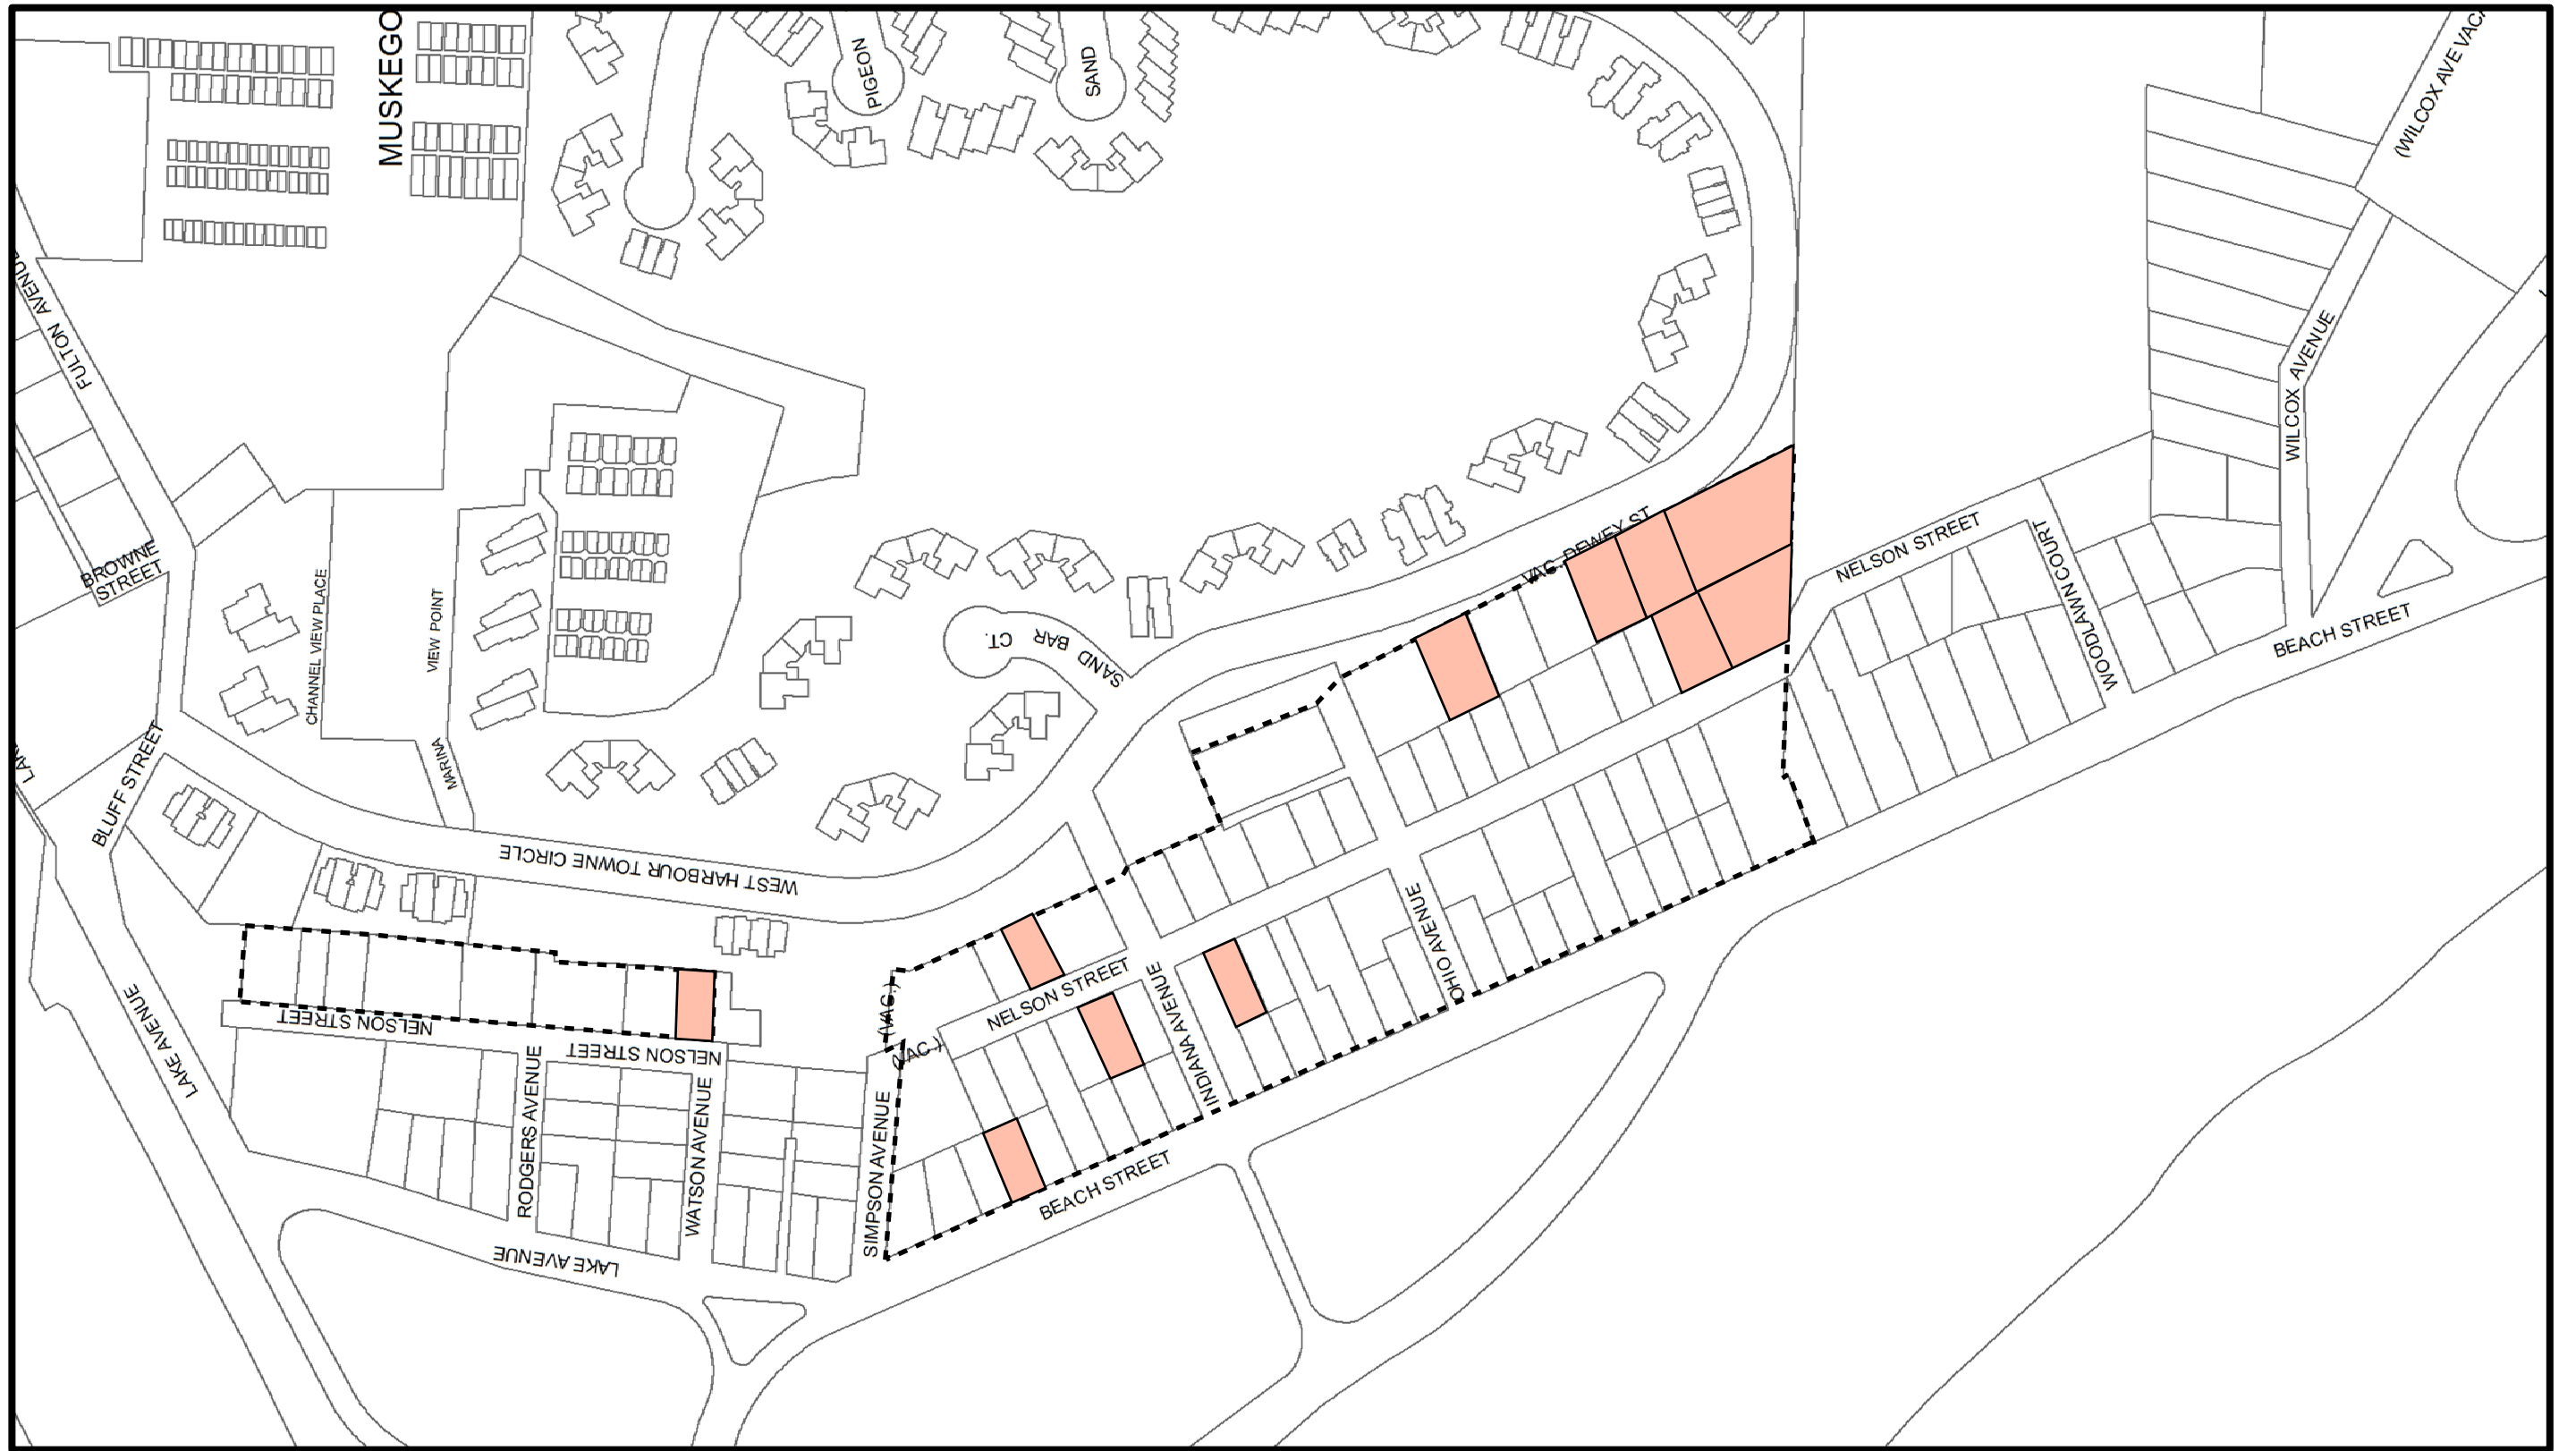 MUSKEGO
PIGEON
SAND
(WILCOX AVE VAC
FULTON AVENUE
WILCOX AVENUE
BROWNE
STREET
VAC. DEWEY ST.
NELSON STREET
WOODLAWN COURT
CHANNEL VIEW PLACE
VIEW POINT
MARINA
SAND BAR CT.
BEACH STREET
BLUFF STREET
WEST HARBOUR TOWNE CIRCLE
OHIO AVENUE
INDIANA AVENUE
NELSON STREET
(VAC.)
(VAC.)
LAKE AVENUE
NELSON STREET
NELSON STREET
RODGERS AVENUE
WATSON AVENUE
SIMPSON AVENUE
BEACH STREET
LAKE AVENUE